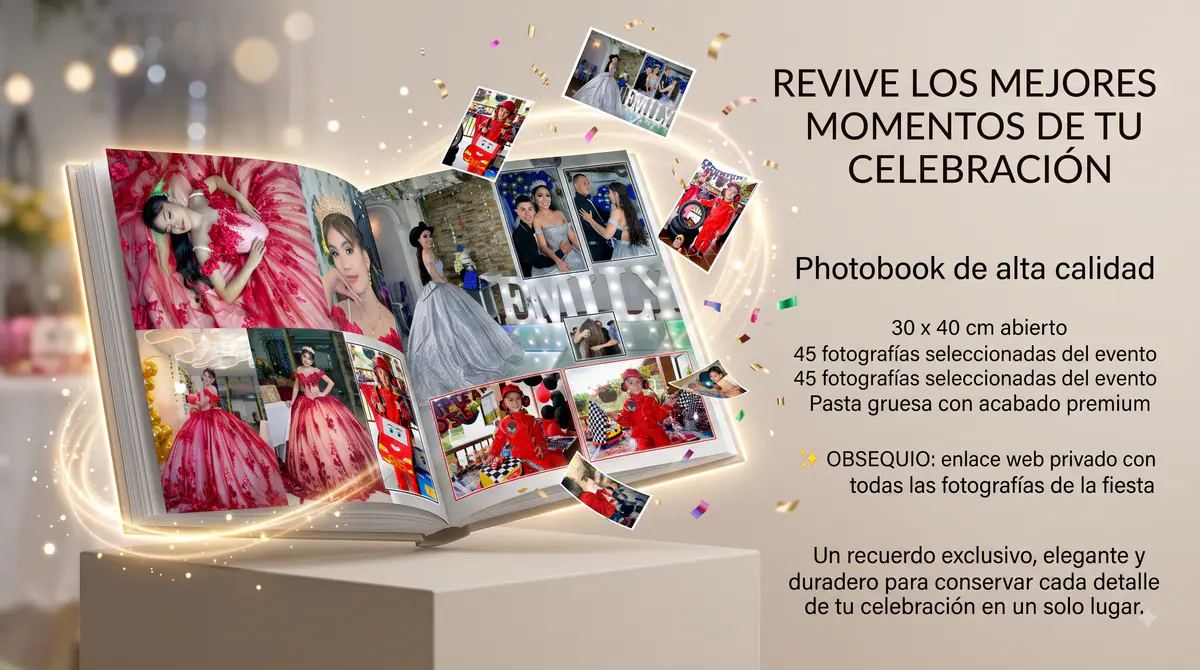 REVIVE LOS MEJORES
MOMENTOS DE TU
CELEBRACIÓN
Photobook de alta calidad
30 x 40 cm abierto
45 fotografías seleccionadas del evento
45 fotografías seleccionadas del evento
Pasta gruesa con acabado premium
✨ OBSEQUIO: enlace web privado con
todas las fotografías de la fiesta
Un recuerdo exclusivo, elegante y
duradero para conservar cada detalle
de tu celebración en un solo lugar.
EMILY
EMILY